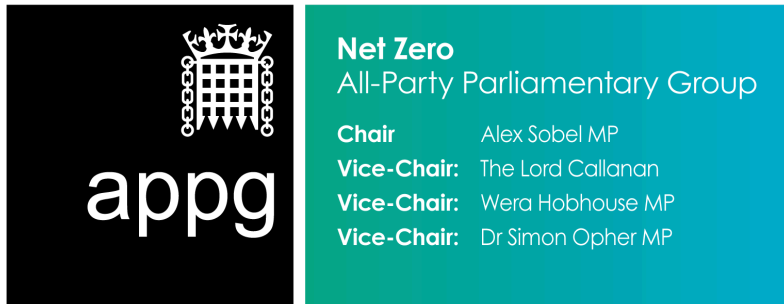 appg
Net Zero
All-Party Parliamentary Group
Chair Alex Sobel MP
Vice-Chair: The Lord Callanan
Vice-Chair: Wera Hobhouse MP
Vice-Chair: Dr Simon Opher MP